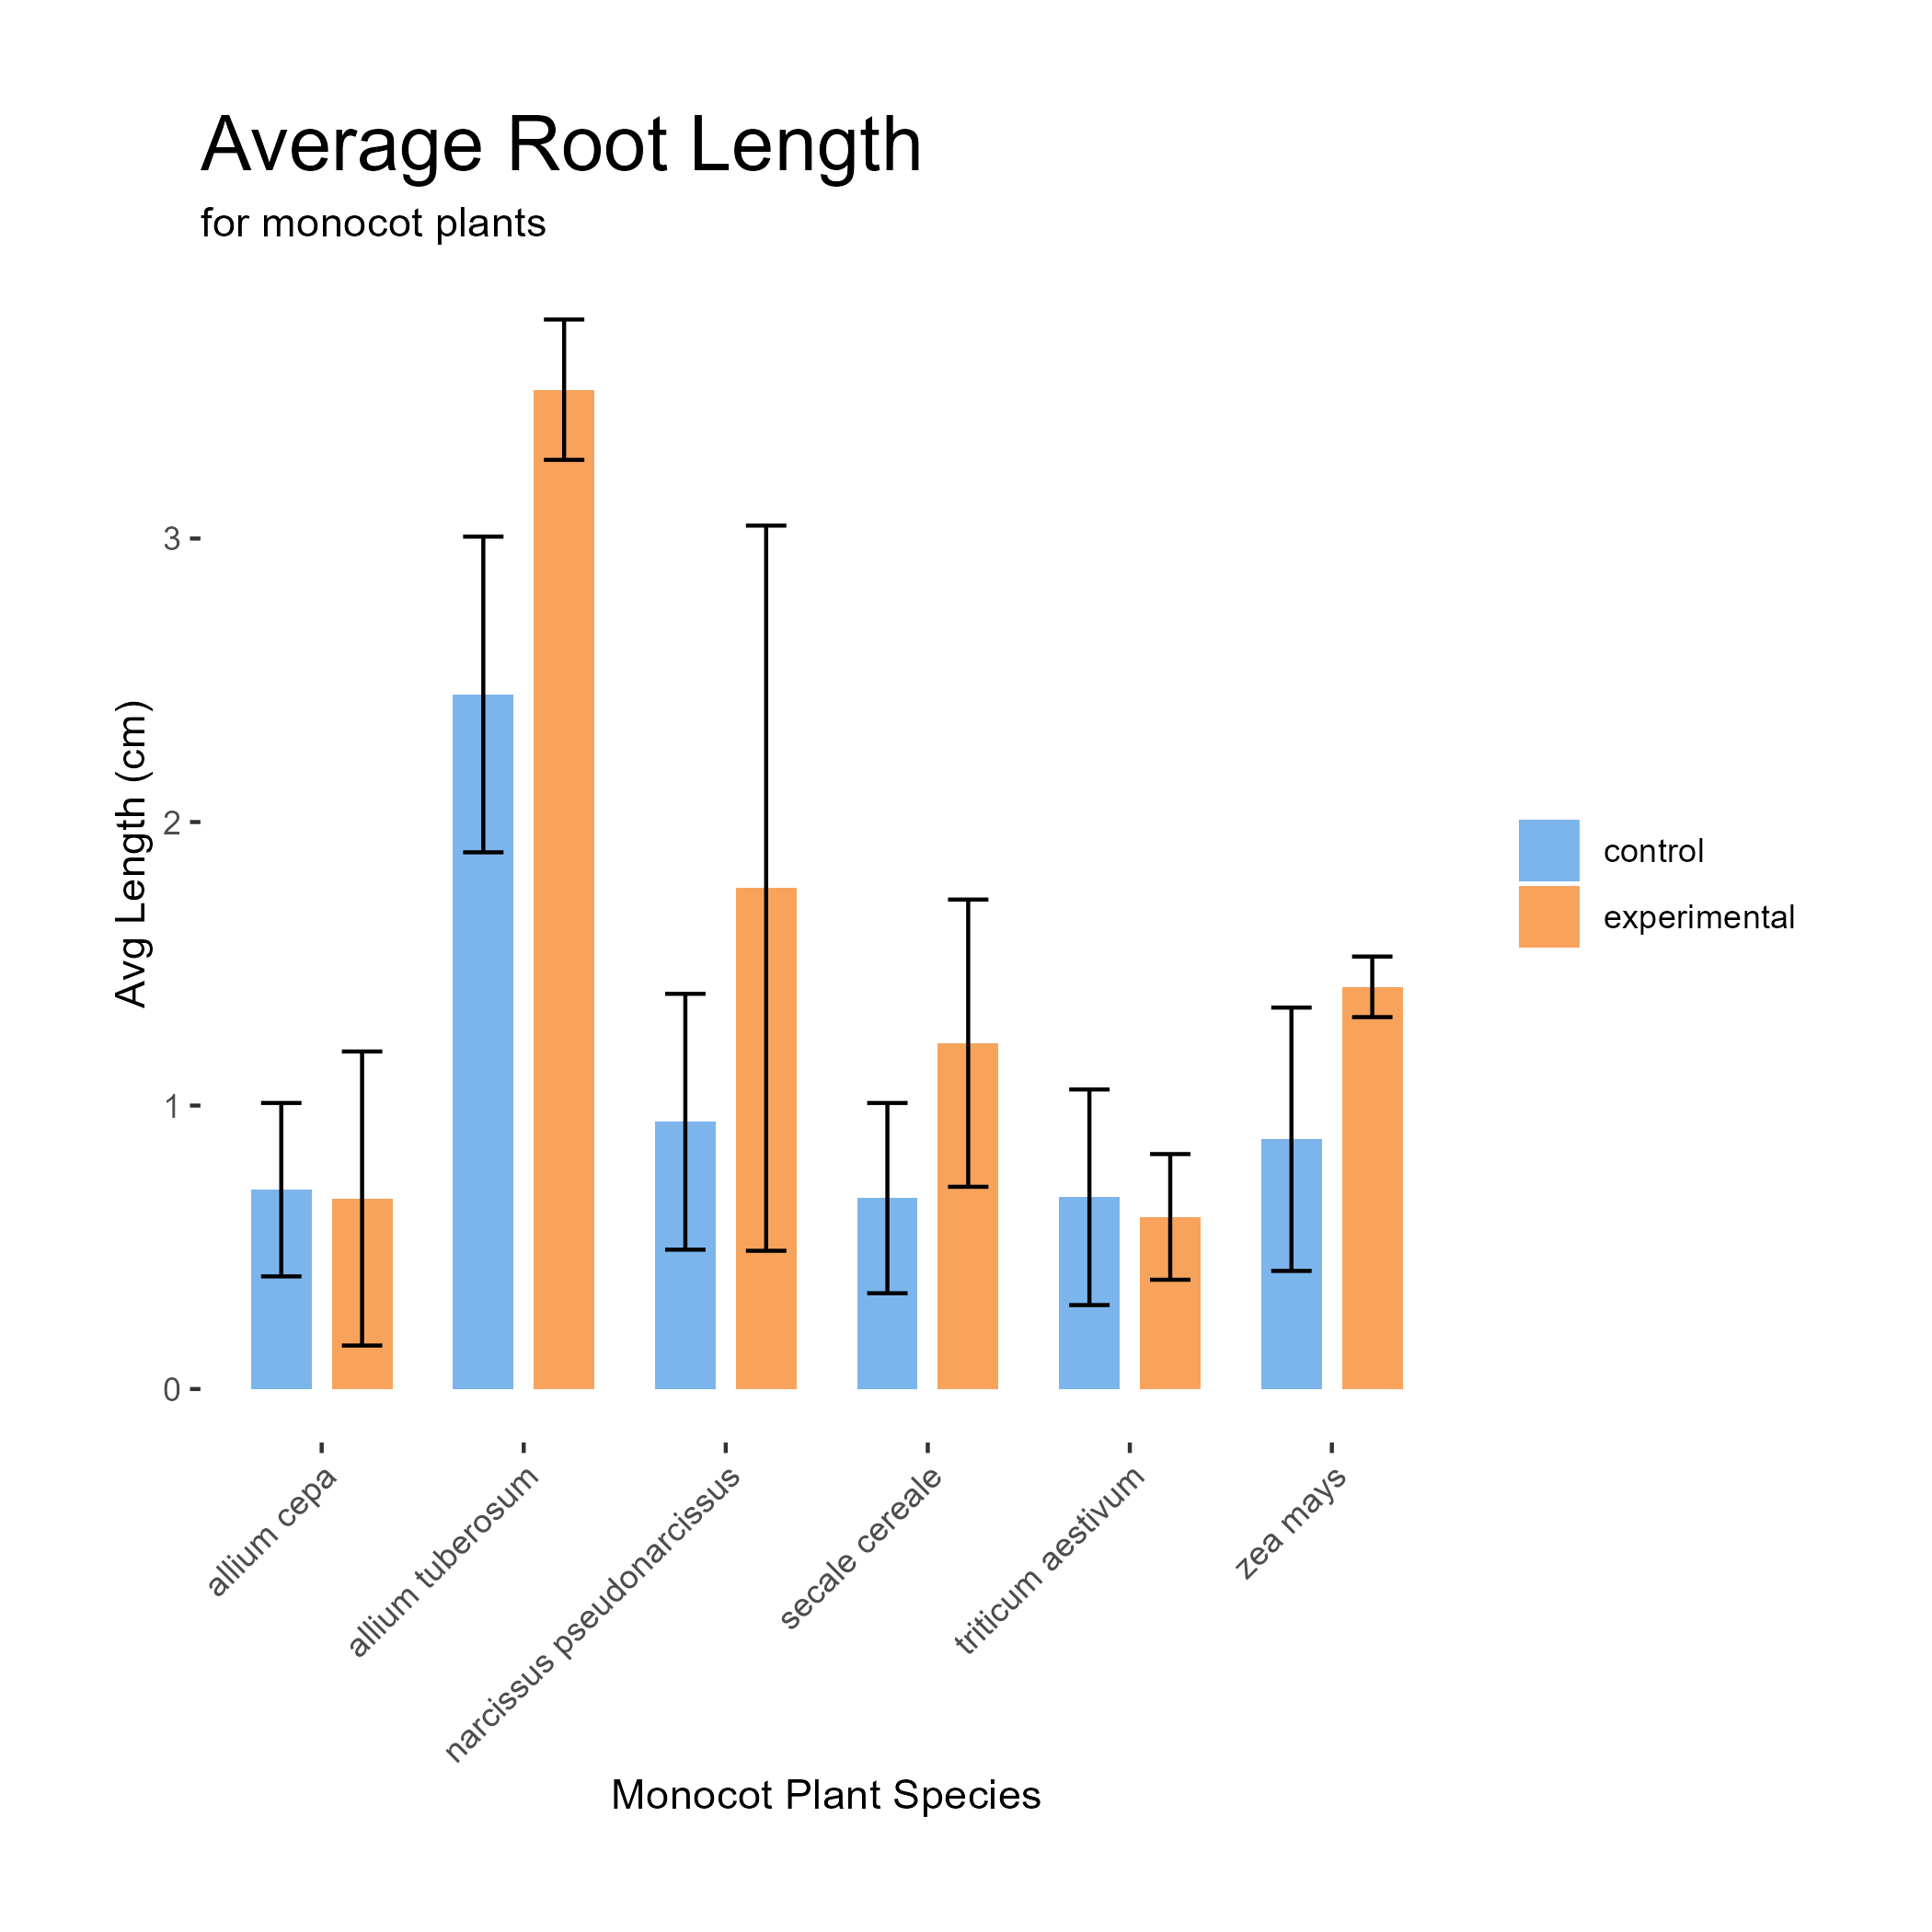 Average Root Length
for monocot plants
Avg Length (cm)
3
2
1
0
control
experimental
allium cepa
allium tuberosum
narcissus pseudonarcissus
secale cereale
triticum aestivum
zea mays
Monocot Plant Species